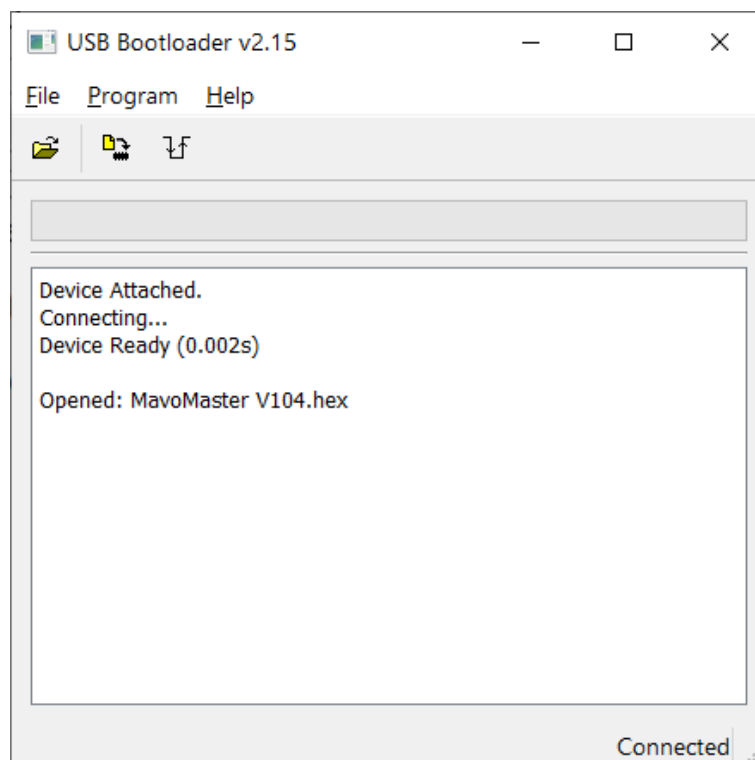 USB Bootloader v2.15
File Program Help
Device Attached.
Connecting...
Device Ready (0.002s)
Opened: MavoMaster V104.hex
Connected